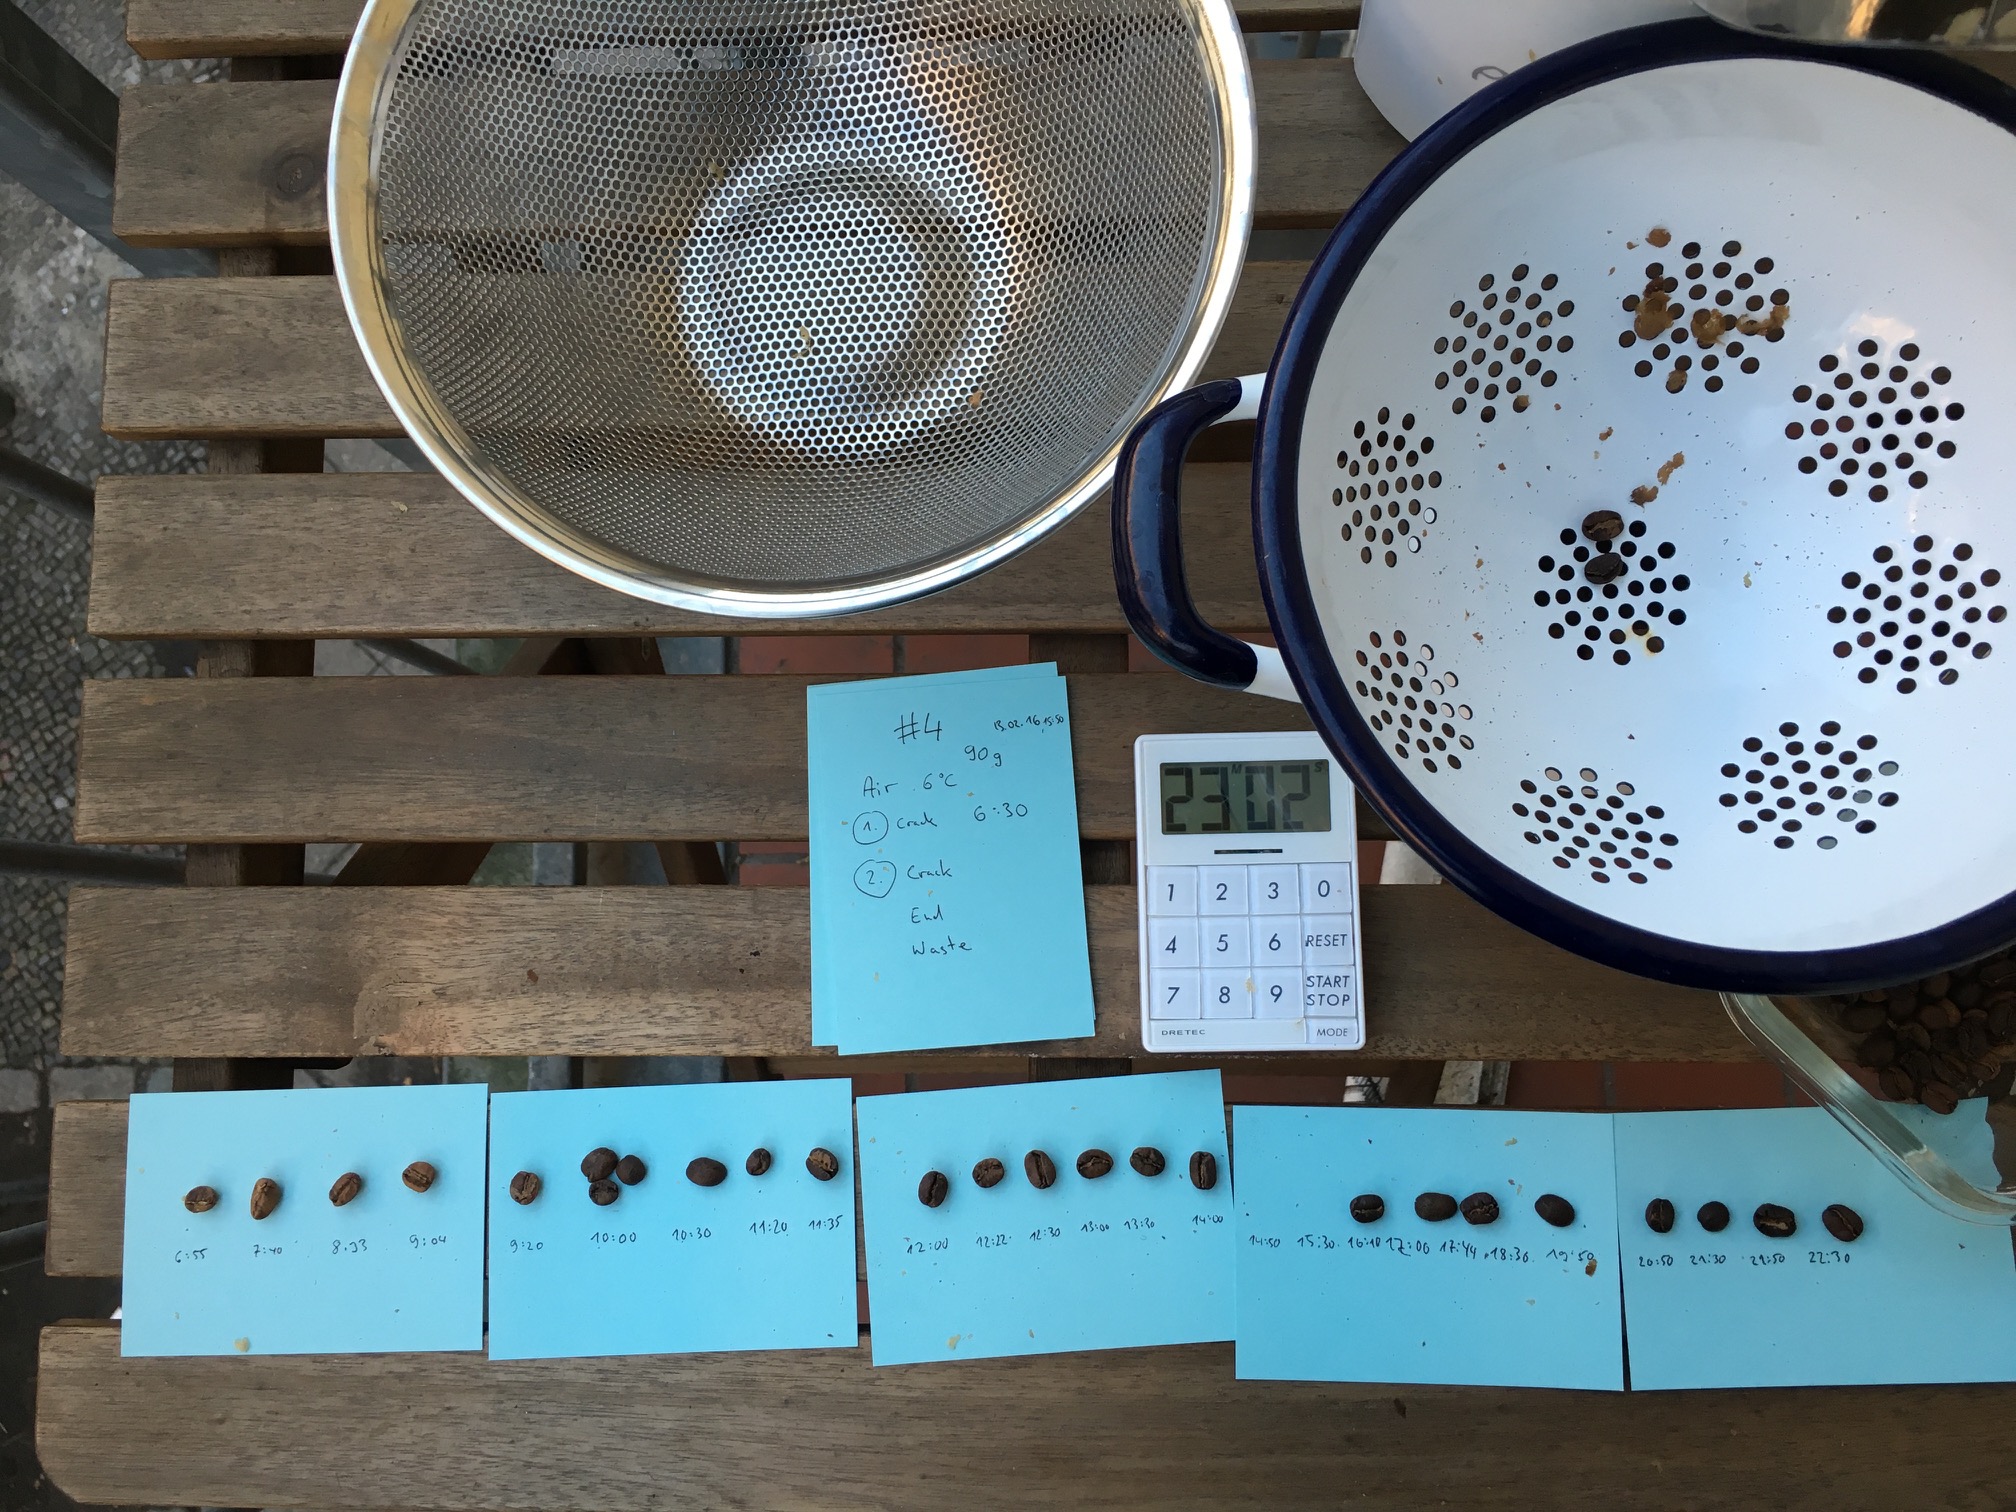 #4 13.02.16, 15:50
90g
Air 6°C
1. Crack 6:30
2. Crack
End
Waste
23 M 02 S
1 2 3 0
4 5 6 RESET
7 8 9 START STOP
DRETEC MODE
6:55 7:40 8:33 9:04
9:20 10:00 10:30 11:20 11:35
12:00 12:22 12:30 13:00 13:30 14:00
14:50 15:30 16:10 17:00 17:44 18:30 19:50
20:50 21:30 21:50 22:30